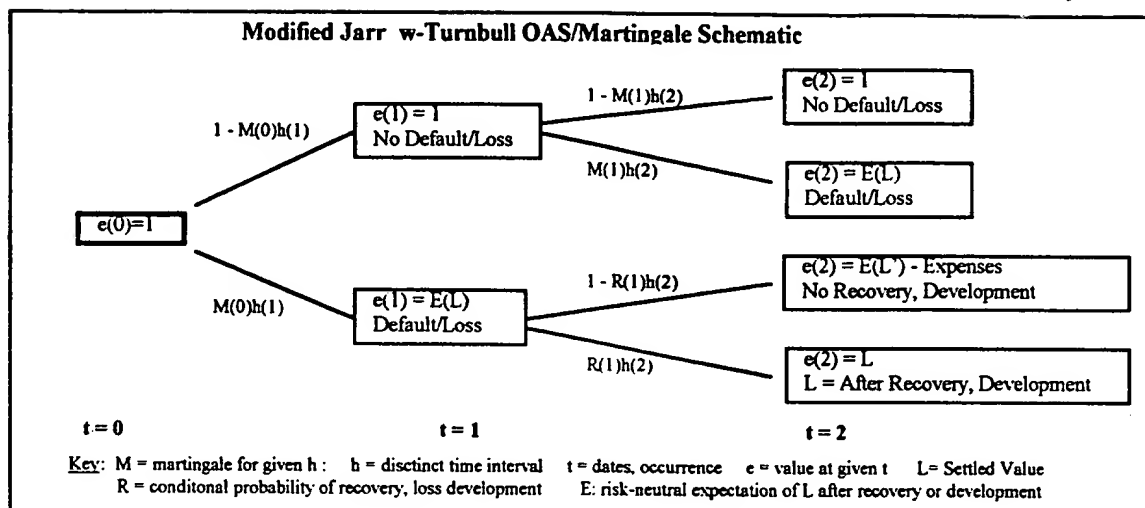 Modified Jarr w-Turnbull OAS/Martingale Schematic
e(0)=1
1 - M(0)h(1)
M(0)h(1)
e(1) = 1
No Default/Loss
e(1) = E(L)
Default/Loss
1 - M(1)h(2)
M(1)h(2)
1 - R(1)h(2)
R(1)h(2)
e(2) = 1
No Default/Loss
e(2) = E(L)
Default/Loss
e(2) = E(L') - Expenses
No Recovery, Development
e(2) = L
L = After Recovery, Development
t = 0 t = 1 t = 2
Key: M = martingale for given h : h = disctinct time interval t = dates, occurrence e = value at given t L= Settled Value
R = conditonal probability of recovery, loss development E: risk-neutral expectation of L after recovery or development